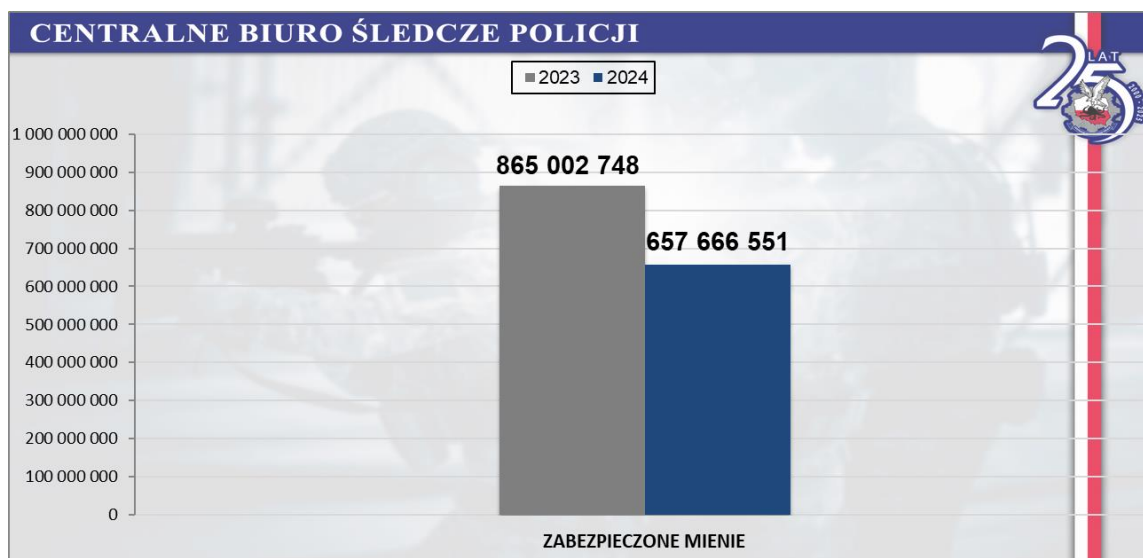 CENTRALNE BIURO ŚLEDCZE POLICJI
25 LAT
2023 2024
1 000 000 000
900 000 000
800 000 000
700 000 000
600 000 000
500 000 000
400 000 000
300 000 000
200 000 000
100 000 000
0
865 002 748
657 666 551
ZABEZPIECZONE MIENIE